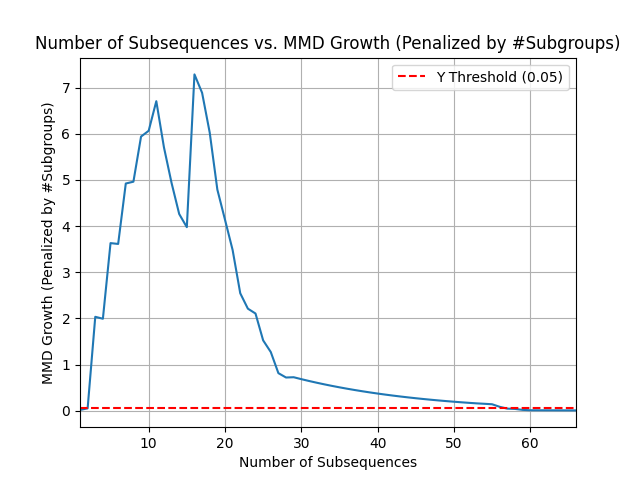 Number of Subsequences vs. MMD Growth (Penalized by #Subgroups)
Y Threshold (0.05)
MMD Growth (Penalized by #Subgroups)
7
6
5
4
3
2
1
0
10 20 30 40 50 60
Number of Subsequences